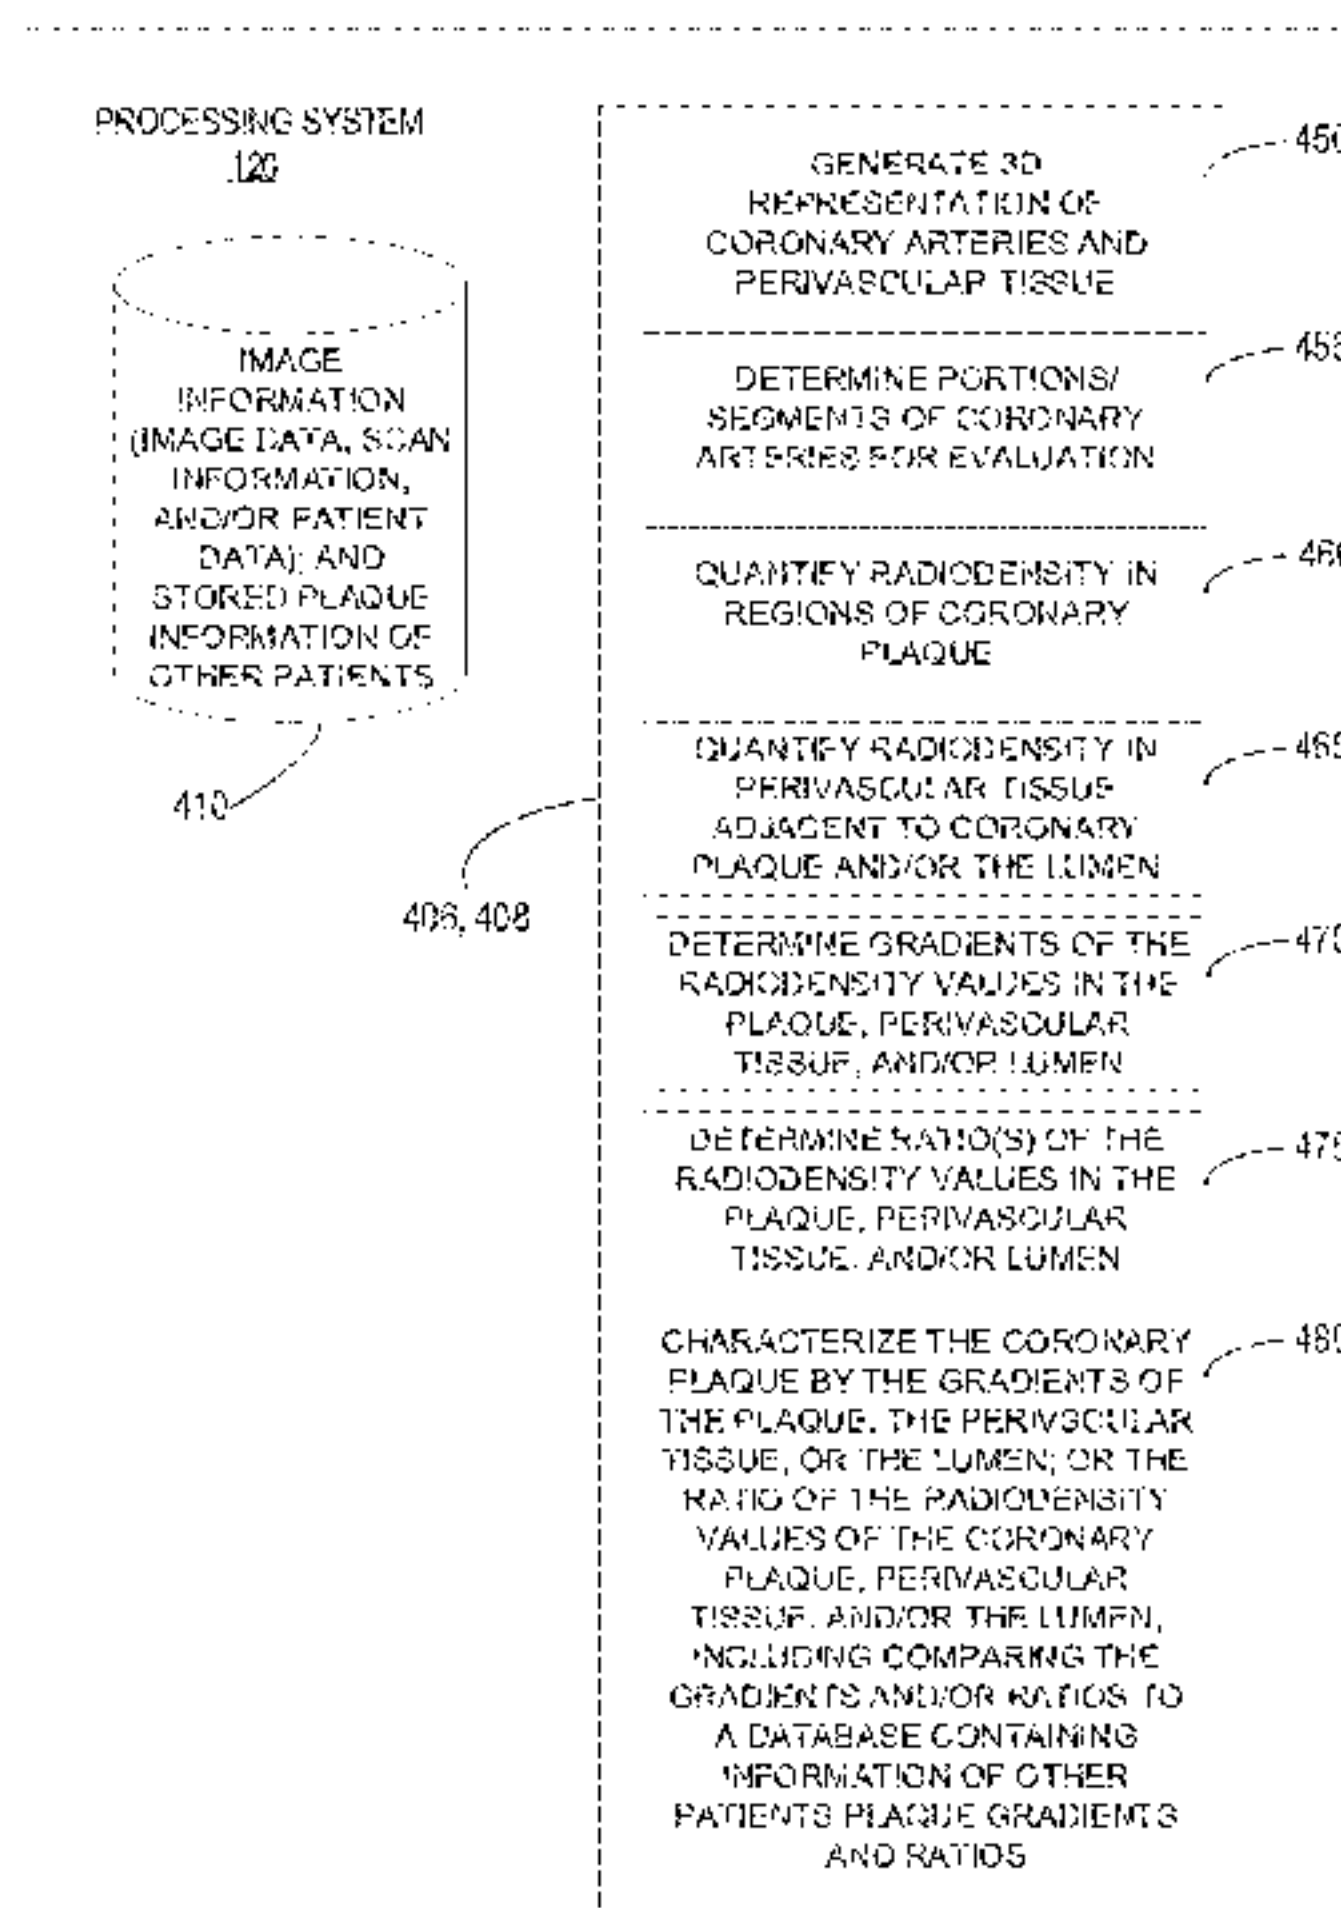 PROCESSING SYSTEM
120
IMAGE
INFORMATION
(IMAGE DATA, SCAN
INFORMATION,
AND/OR PATIENT
DATA); AND
STORED PLAQUE
INFORMATION OF
OTHER PATIENTS
410
406, 408
GENERATE 3D
REPRESENTATION OF
CORONARY ARTERIES AND
PERIVASCULAR TISSUE
DETERMINE PORTIONS/
SEGMENTS OF CORONARY
ARTERIES FOR EVALUATION
QUANTIFY RADIODENSITY IN
REGIONS OF CORONARY
PLAQUE
QUANTIFY RADIODENSITY IN
PERIVASCULAR TISSUE
ADJACENT TO CORONARY
PLAQUE AND/OR THE LUMEN
DETERMINE GRADIENTS OF THE
RADIODENSITY VALUES IN THE
PLAQUE, PERIVASCULAR
TISSUE, AND/OR LUMEN
DETERMINE RATIO(S) OF THE
RADIODENSITY VALUES IN THE
PLAQUE, PERIVASCULAR
TISSUE, AND/OR LUMEN
CHARACTERIZE THE CORONARY
PLAQUE BY THE GRADIENTS OF
THE PLAQUE, THE PERIVSCULAR
TISSUE, OR THE LUMEN; OR THE
RATIO OF THE RADIODENSITY
VALUES OF THE CORONARY
PLAQUE, PERIVASCULAR
TISSUE, AND/OR THE LUMEN,
INCLUDING COMPARING THE
GRADIENTS AND/OR RATIOS TO
A DATABASE CONTAINING
INFORMATION OF OTHER
PATIENTS PLAQUE GRADIENTS
AND RATIOS